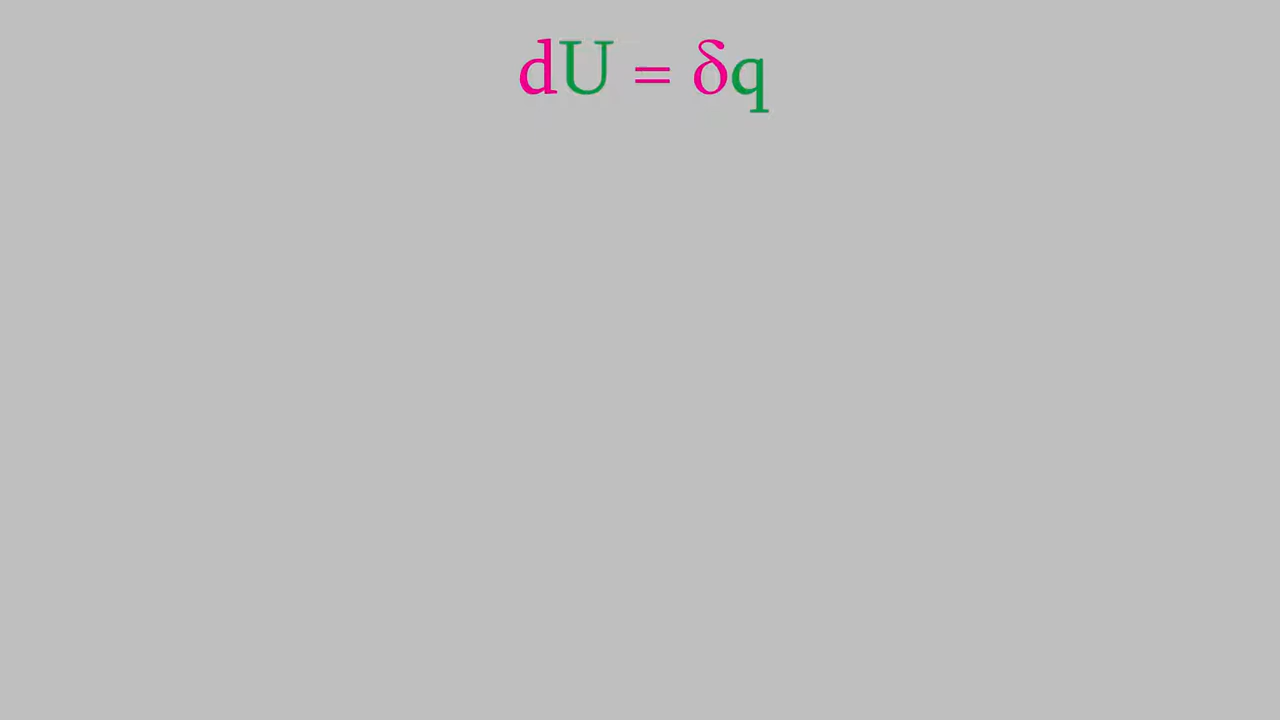 dU = δq